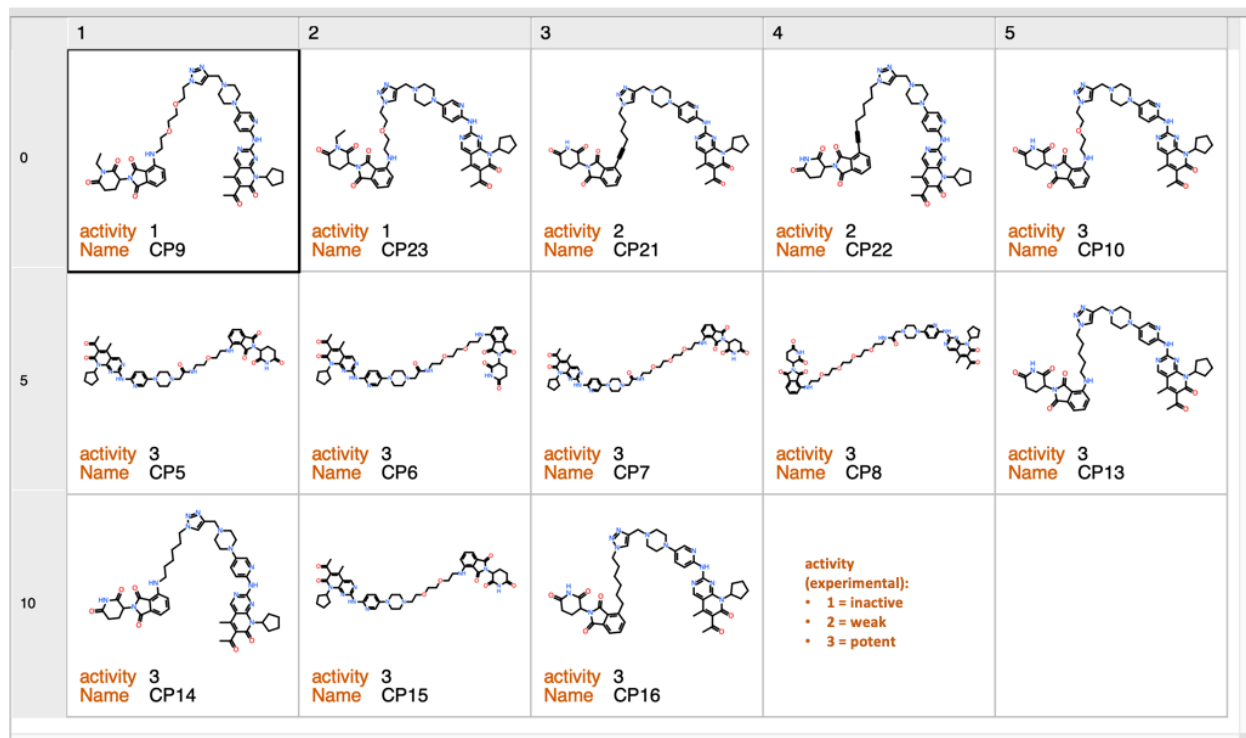 1 2 3 4 5
0
activity 1
Name CP9
activity 1
Name CP23
activity 2
Name CP21
activity 2
Name CP22
activity 3
Name CP10
5
activity 3
Name CP5
activity 3
Name CP6
activity 3
Name CP7
activity 3
Name CP8
activity 3
Name CP13
10
activity 3
Name CP14
activity 3
Name CP15
activity 3
Name CP16
activity
(experimental):
• 1 = inactive
• 2 = weak
• 3 = potent